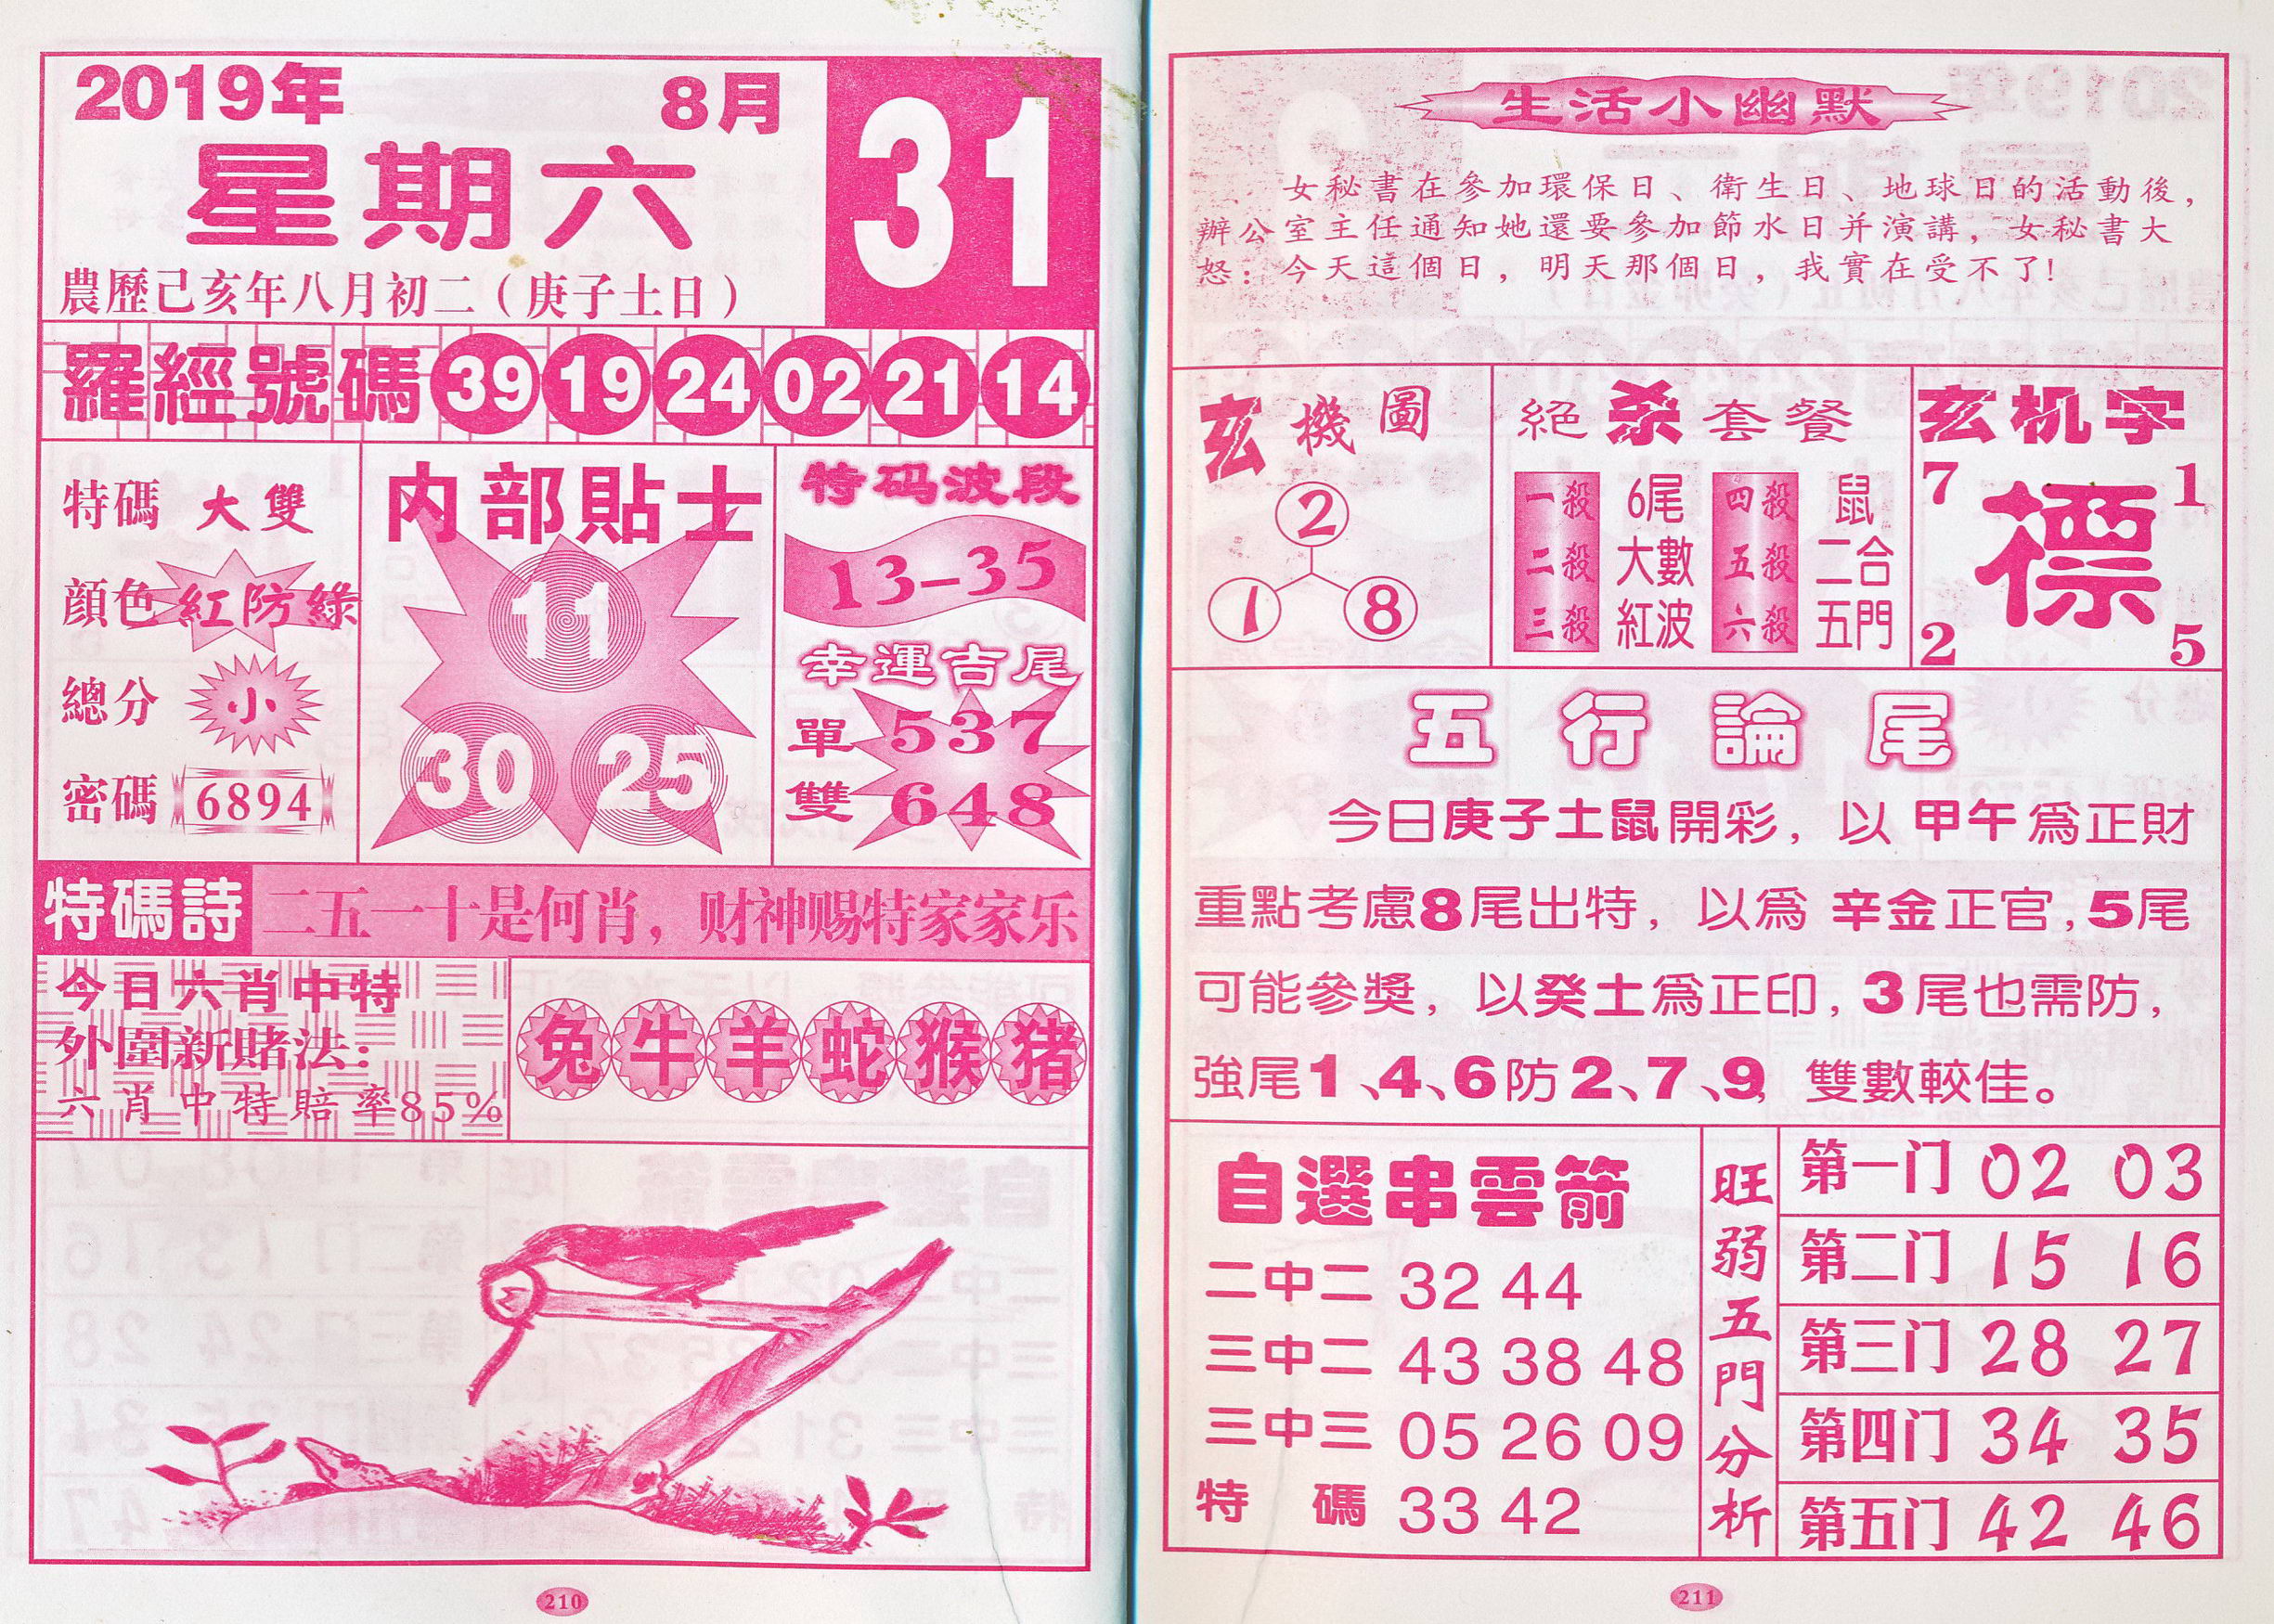 2019年 8月 31
星期六
農歷己亥年八月初二（庚子土日）
羅經號碼 39 19 24 02 21 14
特碼 大雙
顏色 紅防綠
總分 小
密碼 6894
内部貼士
11
30 25
特码波段
13–35
幸運吉尾
單 537
雙 648
特碼詩 二五一十是何肖，财神赐特家家乐
今日六肖中特
外圍新賭法：
六肖中特賠率85%
兔 牛 羊 蛇 猴 猪
210
生活小幽默
女秘書在參加環保日、衛生日、地球日的活動後，
辦公室主任通知她還要參加節水日并演講，女秘書大
怒：今天這個日，明天那個日，我實在受不了！
玄機圖
2
1 8
絕杀套餐
一殺 6尾 四殺 鼠
二殺 大數 五殺 二合
三殺 紅波 六殺 五門
玄机字
7 1
標
2 5
五行論尾
今日庚子土鼠開彩，以甲午爲正財
重點考慮8尾出特，以爲辛金正官，5尾
可能參獎，以癸土爲正印，3尾也需防，
強尾1、4、6防2、7、9，雙數較佳。
自選串雲箭
二中二 32 44
三中二 43 38 48
三中三 05 26 09
特碼 33 42
旺弱五門分析
第一门 02 03
第二门 15 16
第三门 28 27
第四门 34 35
第五门 42 46
211